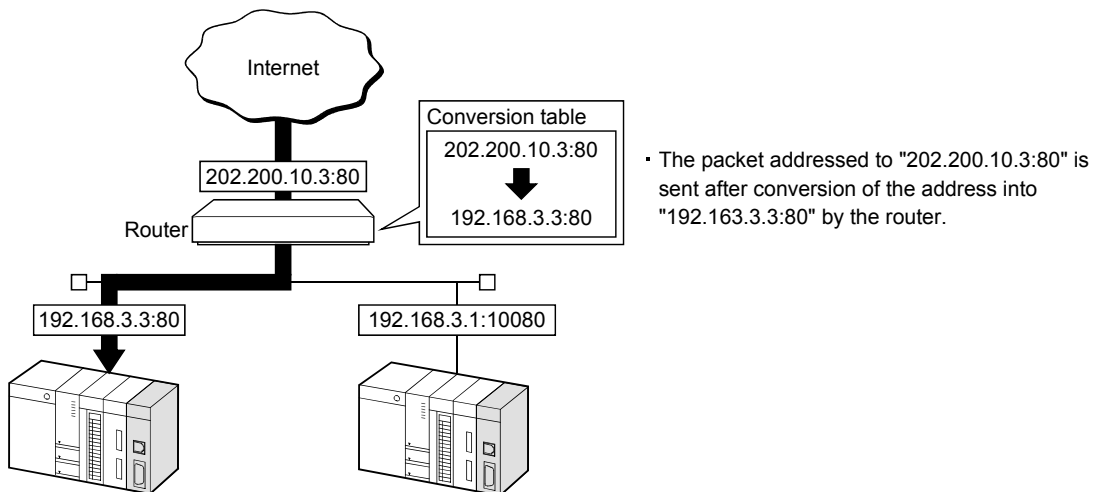 Internet
Conversion table
202.200.10.3:80
192.168.3.3:80
202.200.10.3:80
Router
▪ The packet addressed to "202.200.10.3:80" is
sent after conversion of the address into
"192.163.3.3:80" by the router.
192.168.3.3:80
192.168.3.1:10080